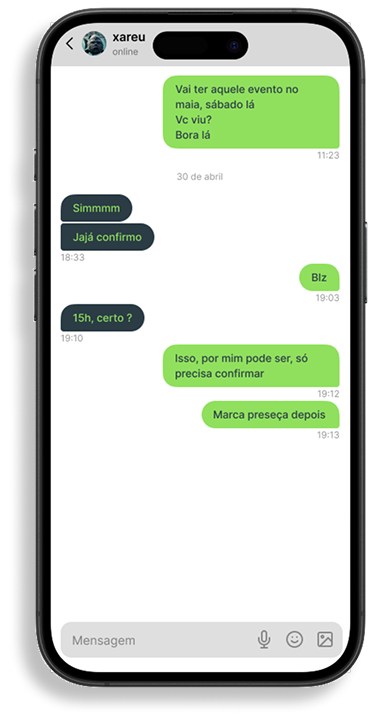 xareu
online
Vai ter aquele evento no
maia, sábado lá
Vc viu?
Bora lá
11:23
30 de abril
Simmmm
Jajá confirmo
18:33
Blz
19:03
15h, certo ?
19:10
Isso, por mim pode ser, só
precisa confirmar
19:12
Marca preseça depois
19:13
Mensagem